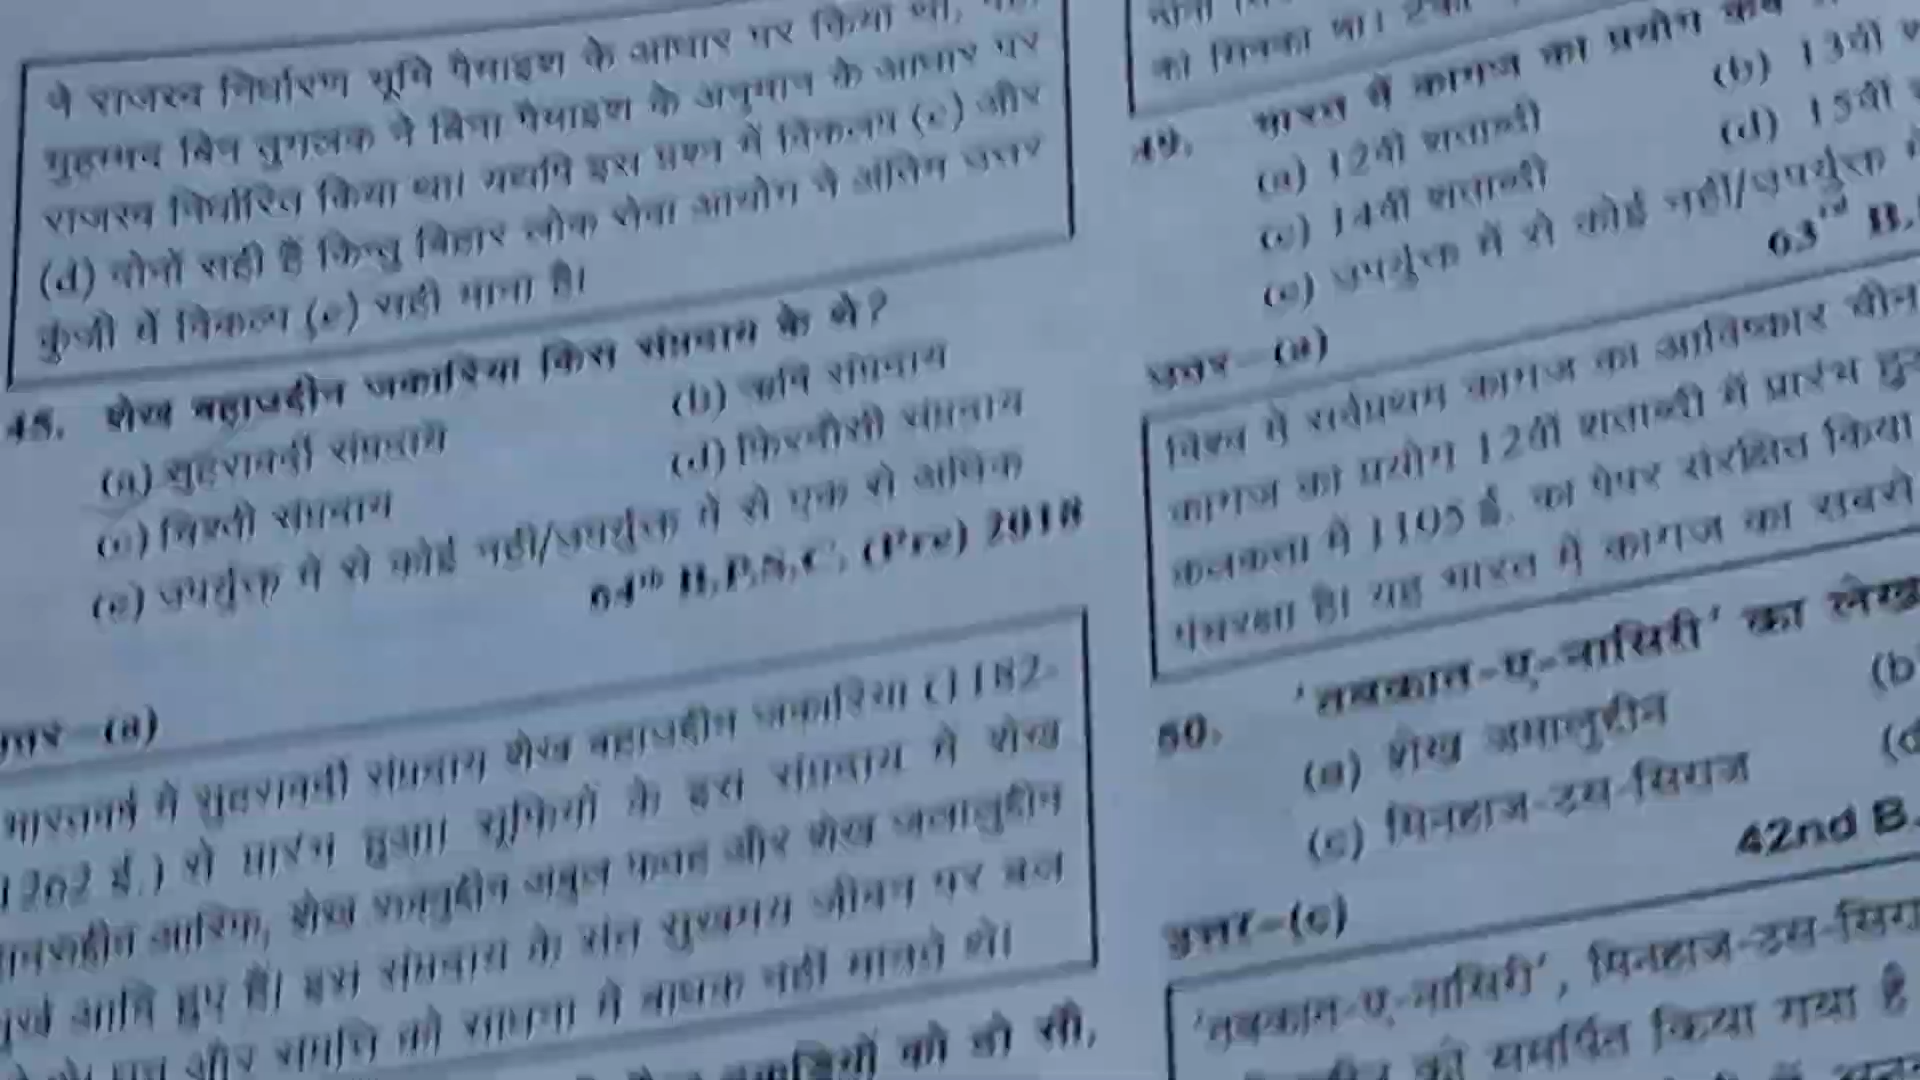 ने राजस्व निर्धारण भूमि पैमाइश के आधार पर किया था,
मुहम्मद बिन तुगलक ने बिना पैमाइश के अनुमान के आधार पर
राजस्व निर्धारित किया था। यद्यपि इस प्रश्न में विकल्प (c) और
(d) दोनों सही हैं किन्तु बिहार लोक सेवा आयोग ने अंतिम उत्तर
कुंजी में विकल्प (e) सही माना है।
48. शेख बहाउद्दीन जकारिया किस संप्रदाय के थे?
(a) सुहरावर्दी संप्रदाय
(b) ऋषि संप्रदाय
(c) चिश्ती संप्रदाय
(d) फिरदौसी संप्रदाय
(e) उपर्युक्त में से कोई नहीं/उपर्युक्त में से एक से अधिक
64th B.P.S.C. (Pre) 2018
उत्तर—(a)
भारतवर्ष में सुहरावर्दी संप्रदाय शेख बहाउद्दीन जकारिया (1182-
1262 ई.) से प्रारंभ हुआ। सूफियों के इस संप्रदाय में शेख
आरिफ, शेख रुकनुद्दीन अबुल फतह और शेख जलालुद्दीन
आदि हुए हैं। इस संप्रदाय के संत सुखमय जीवन पर बल
और संपत्ति को साधना में बाधक नहीं मानते थे।
को डी सी,
को सिक्का था।
49. भारत में कागज का प्रयोग कब
(a) 12वीं शताब्दी
(b) 13वीं
(c) 14वीं शताब्दी
(d) 15वीं
(e) उपर्युक्त में से कोई नहीं/उपर्युक्त में
63rd B.
उत्तर—(a)
विश्व में सर्वप्रथम कागज का आविष्कार चीन
कागज का प्रयोग 12वीं शताब्दी में प्रारंभ
कलकत्ता में 1105 ई. का पेपर संरक्षित किया
है। यह भारत में कागज का सबसे
50. 'तबकात-ए-नासिरी' का
(a) शेख जमालुद्दीन
(b
(c) मिनहाज-उस-सिराज
(d
42nd B.
उत्तर—(c)
'तबकात-ए-नासिरी', मिनहाज-उस-सिरा
को समर्पित किया गया है